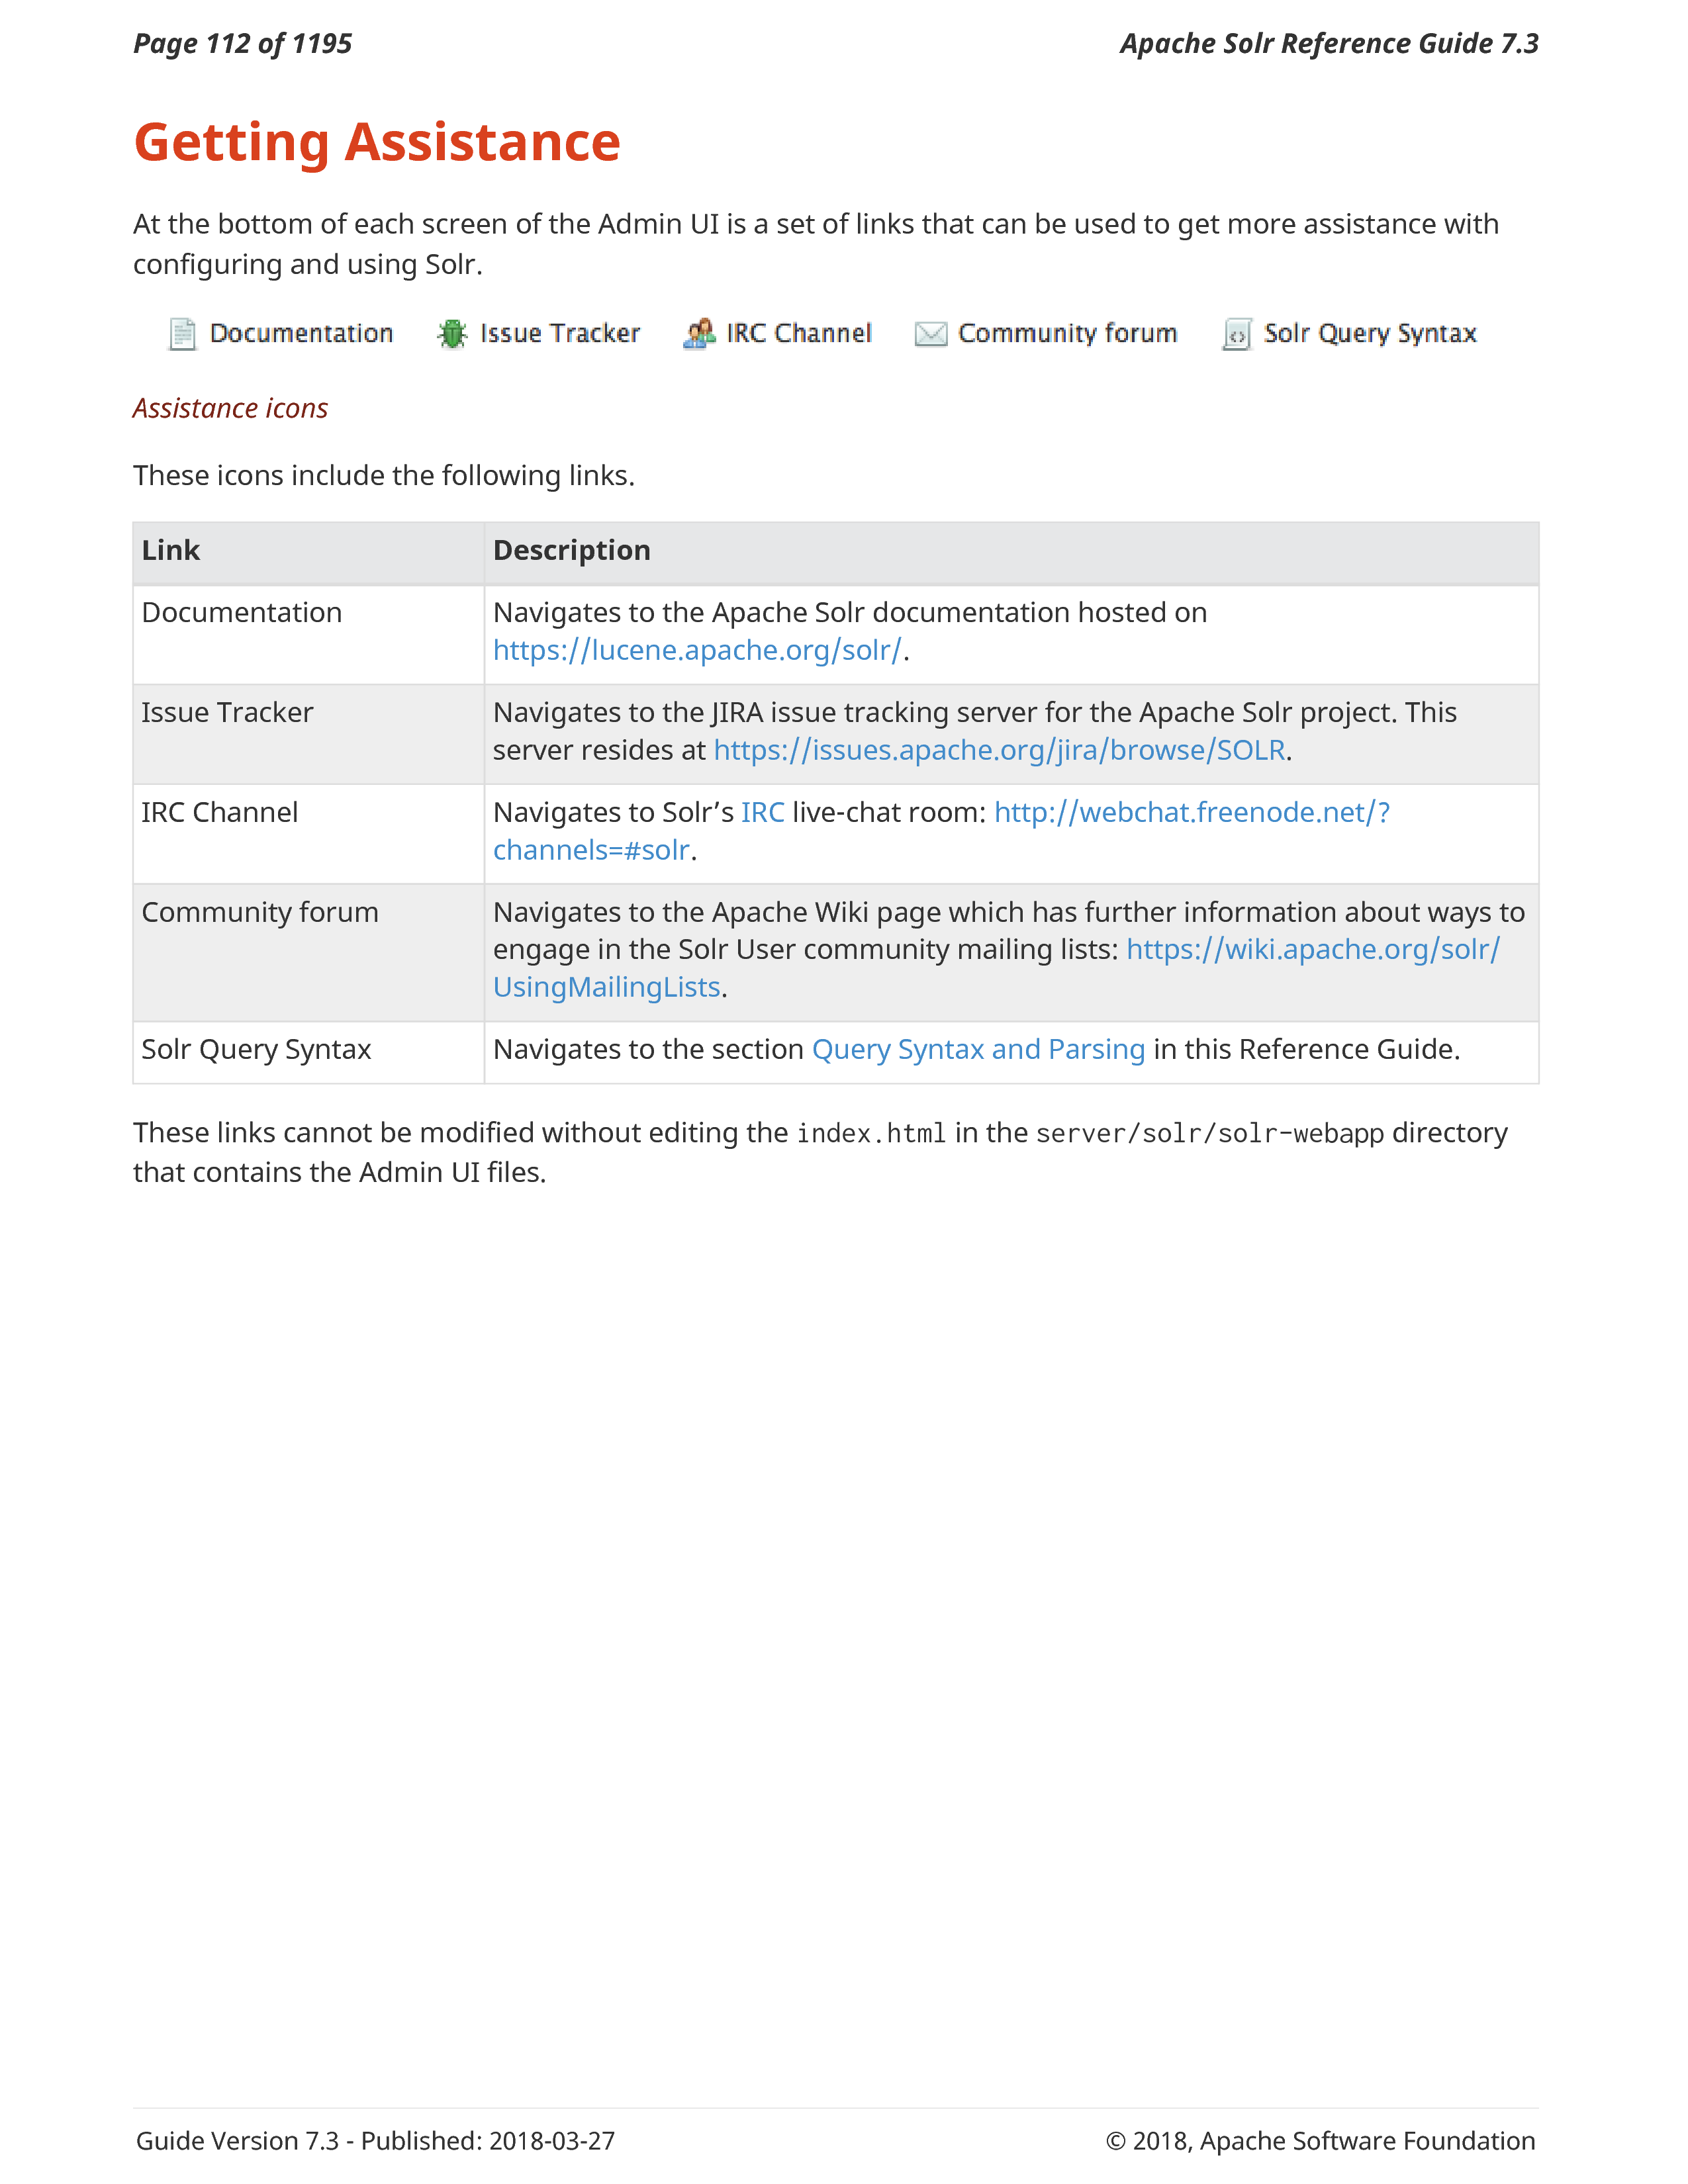 Page 112 of 1195 Apache Solr Reference Guide 7.3
Getting Assistance
At the bottom of each screen of the Admin UI is a set of links that can be used to get more assistance with
configuring and using Solr.
Documentation Issue Tracker IRC Channel Community forum Solr Query Syntax
Assistance icons
These icons include the following links.
Link Description
Documentation Navigates to the Apache Solr documentation hosted on
https://lucene.apache.org/solr/.
Issue Tracker Navigates to the JIRA issue tracking server for the Apache Solr project. This
server resides at https://issues.apache.org/jira/browse/SOLR.
IRC Channel Navigates to Solr’s IRC live-chat room: http://webchat.freenode.net/?
channels=#solr.
Community forum Navigates to the Apache Wiki page which has further information about ways to
engage in the Solr User community mailing lists: https://wiki.apache.org/solr/
UsingMailingLists.
Solr Query Syntax Navigates to the section Query Syntax and Parsing in this Reference Guide.
These links cannot be modified without editing the index.html in the server/solr/solr-webapp directory
that contains the Admin UI files.
Guide Version 7.3 - Published: 2018-03-27 © 2018, Apache Software Foundation